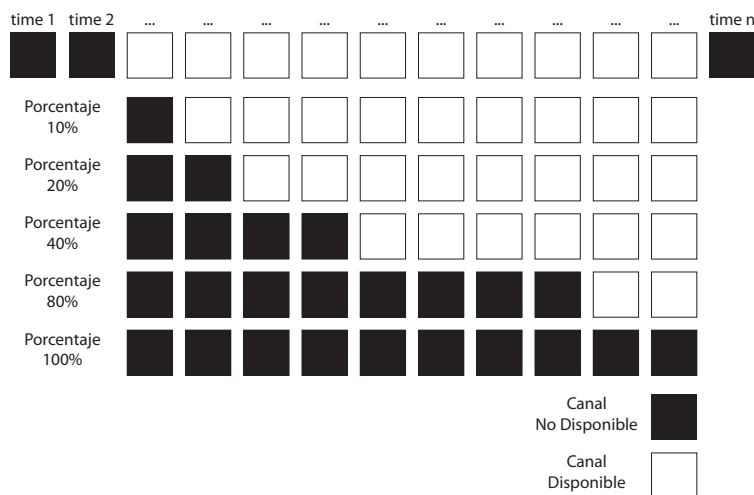 time 1 time 2 ... ... ... ... ... ... ... ... ... ... time n
Porcentaje
10%
Porcentaje
20%
Porcentaje
40%
Porcentaje
80%
Porcentaje
100%
Canal
No Disponible
Canal
Disponible